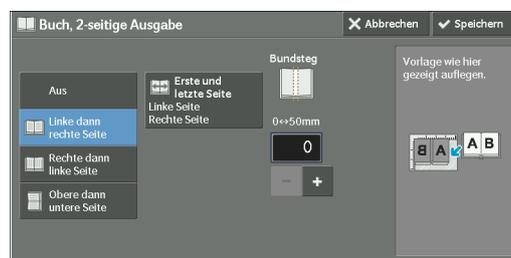 Buch, 2-seitige Ausgabe
Abbrechen
Speichern
Aus
Linke dann
rechte Seite
Rechte dann
linke Seite
Obere dann
untere Seite
Erste und
letzte Seite
Linke Seite
Rechte Seite
Bundsteg
0↔50mm
0
− +
Vorlage wie hier
gezeigt auflegen.
B A A B